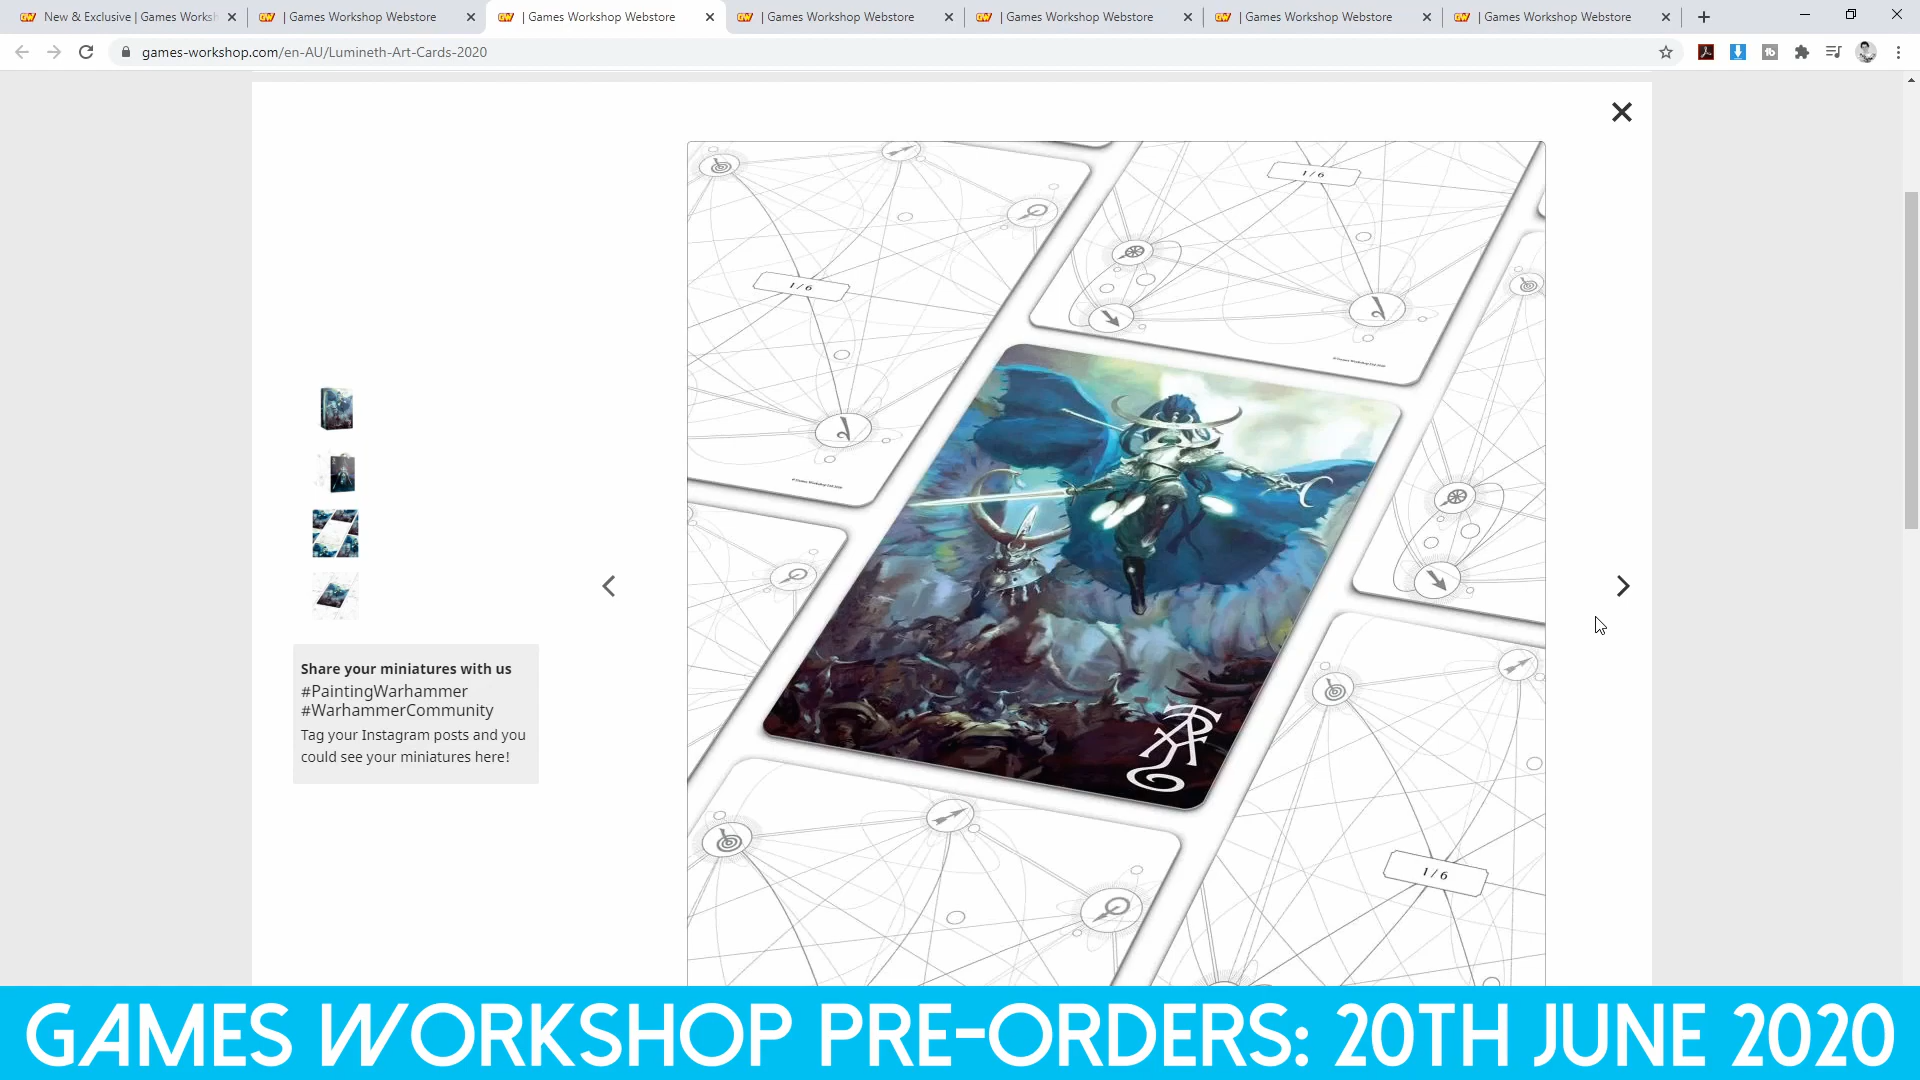 New & Exclusive | Games Works
| Games Workshop Webstore
| Games Workshop Webstore
| Games Workshop Webstore
| Games Workshop Webstore
| Games Workshop Webstore
| Games Workshop Webstore
games-workshop.com/en-AU/Lumineth-Art-Cards-2020
1/6
1/6
Share your miniatures with us
#PaintingWarhammer
#WarhammerCommunity
Tag your Instagram posts and you
could see your miniatures here!
1/6
GAMES WORKSHOP PRE-ORDERS: 20TH JUNE 2020